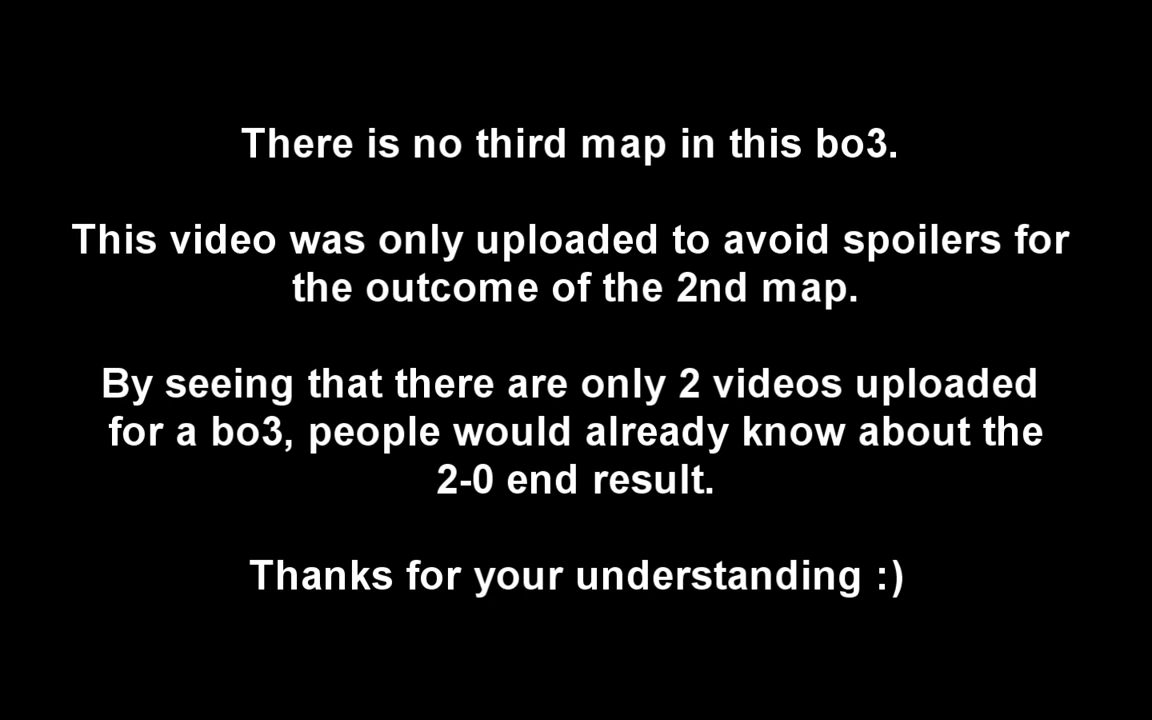 There is no third map in this bo3.
This video was only uploaded to avoid spoilers for
the outcome of the 2nd map.
By seeing that there are only 2 videos uploaded
for a bo3, people would already know about the
2-0 end result.
Thanks for your understanding :)